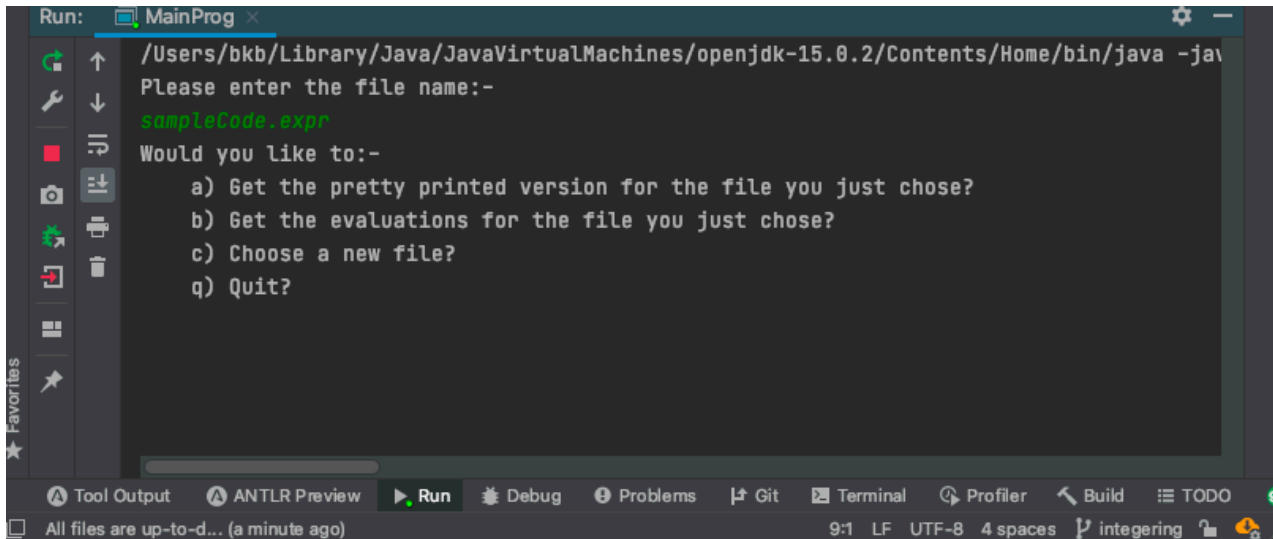 Run: MainProg
/Users/bkb/Library/Java/JavaVirtualMachines/openjdk-15.0.2/Contents/Home/bin/java -jav
Please enter the file name:-
sampleCode.expr
Would you like to:-
a) Get the pretty printed version for the file you just chose?
b) Get the evaluations for the file you just chose?
c) Choose a new file?
q) Quit?
Favorites
Tool Output ANTLR Preview Run Debug Problems Git Terminal Profiler Build TODO
All files are up-to-d... (a minute ago) 9:1 LF UTF-8 4 spaces integering